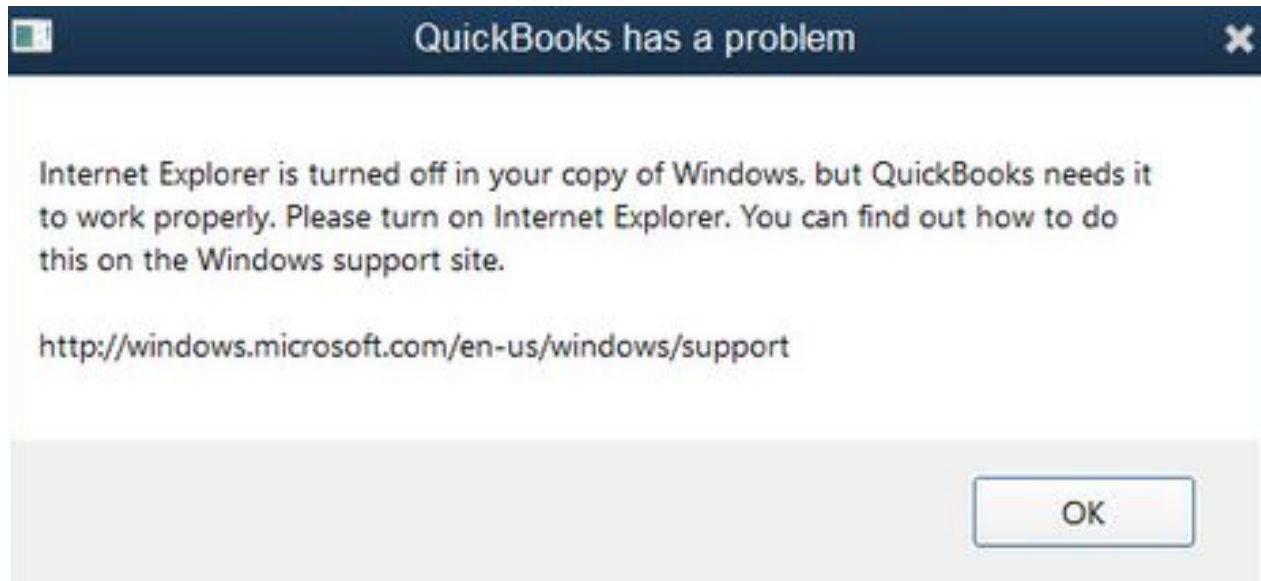 QuickBooks has a problem
Internet Explorer is turned off in your copy of Windows, but QuickBooks needs it
to work properly. Please turn on Internet Explorer. You can find out how to do
this on the Windows support site.
http://windows.microsoft.com/en-us/windows/support
OK